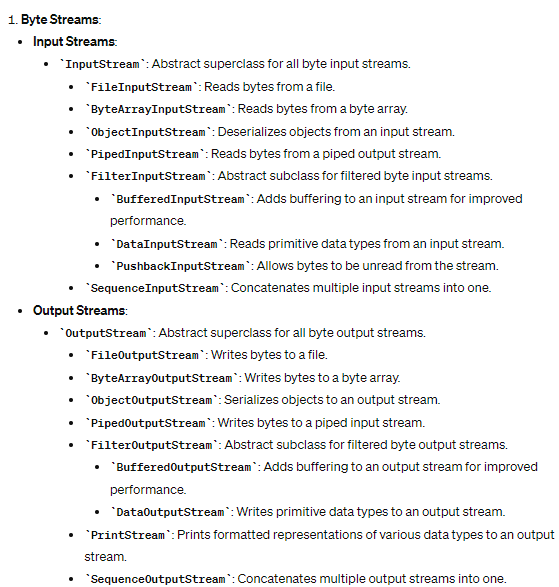 1. Byte Streams:
• Input Streams:
• `InputStream`: Abstract superclass for all byte input streams.
• `FileInputStream`: Reads bytes from a file.
• `ByteArrayInputStream`: Reads bytes from a byte array.
• `ObjectInputStream`: Deserializes objects from an input stream.
• `PipedInputStream`: Reads bytes from a piped output stream.
• `FilterInputStream`: Abstract subclass for filtered byte input streams.
• `BufferedInputStream`: Adds buffering to an input stream for improved
performance.
• `DataInputStream`: Reads primitive data types from an input stream.
• `PushbackInputStream`: Allows bytes to be unread from the stream.
• `SequenceInputStream`: Concatenates multiple input streams into one.
• Output Streams:
• `OutputStream`: Abstract superclass for all byte output streams.
• `FileOutputStream`: Writes bytes to a file.
• `ByteArrayOutputStream`: Writes bytes to a byte array.
• `ObjectOutputStream`: Serializes objects to an output stream.
• `PipedOutputStream`: Writes bytes to a piped input stream.
• `FilterOutputStream`: Abstract subclass for filtered byte output streams.
• `BufferedOutputStream`: Adds buffering to an output stream for improved
performance.
• `DataOutputStream`: Writes primitive data types to an output stream.
• `PrintStream`: Prints formatted representations of various data types to an output
stream.
• `SequenceOutputStream`: Concatenates multiple output streams into one.